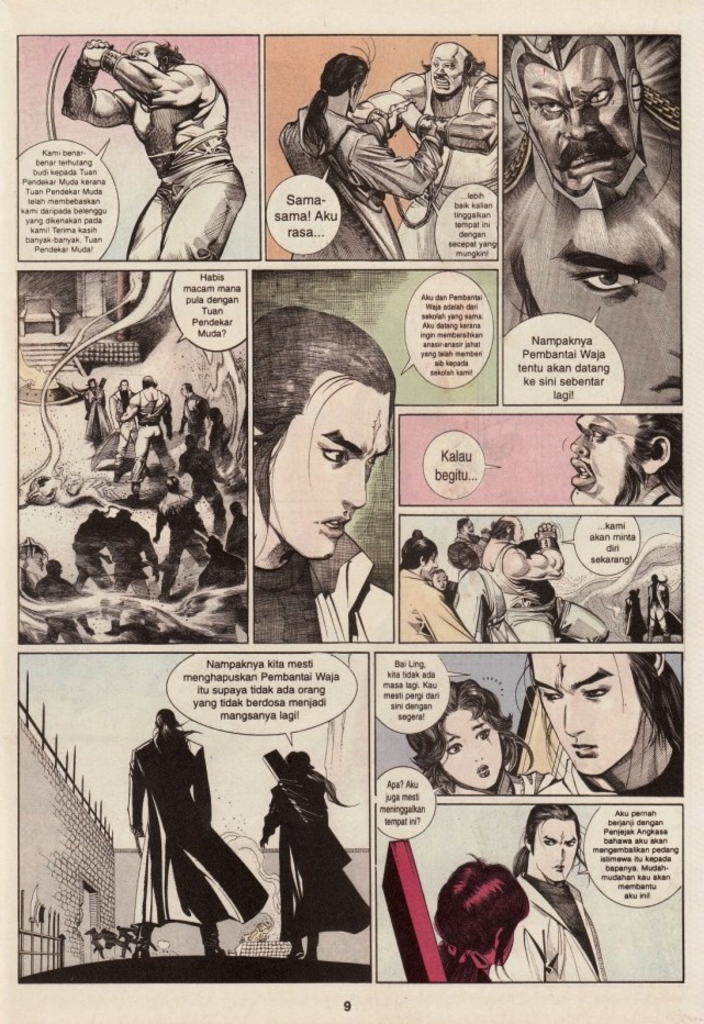 Kami benar-
benar terhutang
budi kepada Tuan
Pendekar Muda kerana
Tuan Pendekar Muda
telah membebaskan
kami daripada belenggu
yang dikenakan pada
kami! Terima kasih
banyak-banyak, Tuan
Pendekar Muda!
Sama-
sama! Aku
rasa...
...lebih
baik kalian
tinggalkan
tempat ini
dengan
secepat yang
mungkin!
Nampaknya
Pembantai Waja
tentu akan datang
ke sini sebentar
lagi!
Habis
macam mana
pula dengan
Tuan
Pendekar
Muda?
Aku dan Pembantai
Waja adalah dari
sekolah yang sama.
Aku datang kerana
ingin membersihkan
anasir-anasir jahat
yang telah memberi
aib kepada
sekolah kami!
Kalau
begitu...
...kami
akan minta
diri
sekarang!
Nampaknya kita mesti
menghapuskan Pembantai Waja
itu supaya tidak ada orang
yang tidak berdosa menjadi
mangsanya lagi!
Bai Ling,
kita tidak ada
masa lagi. Kau
mesti pergi dari
sini dengan
segera!
Apa? Aku
juga mesti
meninggalkan
tempat ini?
Aku pernah
berjanji dengan
Penjejak Angkasa
bahawa aku akan
mengembalikan pedang
istimewa itu kepada
bapanya. Mudah-
mudahan kau akan
membantu
aku ini!
9